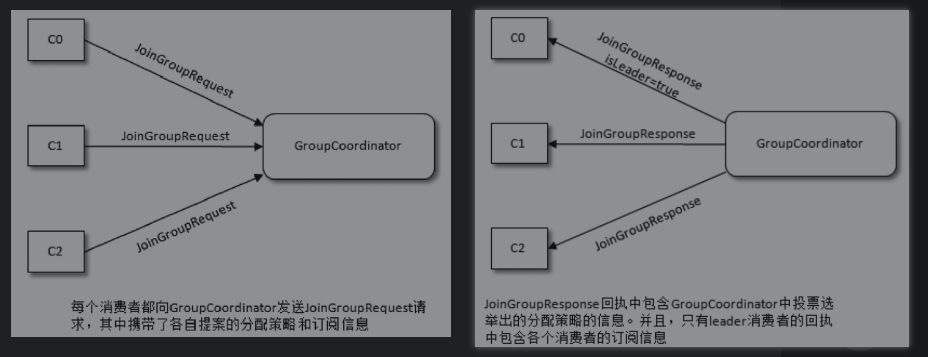 C0
JoinGroupRequest
C1
JoinGroupRequest
GroupCoordinator
C2
JoinGroupRequest
每个消费者都向GroupCoordinator发送JoinGroupRequest请
求，其中携带了各自提案的分配策略和订阅信息
C0
JoinGroupResponse
isLeader=true
C1
JoinGroupResponse
GroupCoordinator
C2
JoinGroupResponse
JoinGroupResponse回执中包含GroupCoordinator中投票选
举出的分配策略的信息。并且，只有leader消费者的回执
中包含各个消费者的订阅信息